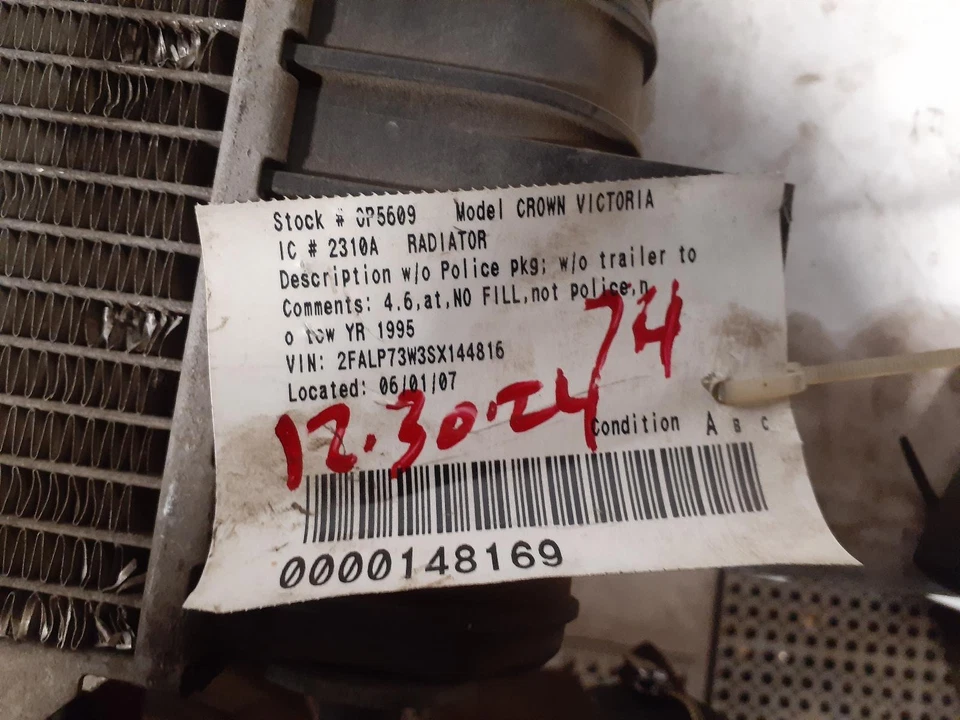 Stock # 0P5609 Model CROWN VICTORIA
IC # 2310A RADIATOR
Description w/o Police pkg; w/o trailer to
Comments: 4.6,at,NO FILL,not police,n
o tow YR 1995
VIN: 2FALP73W3SX144816
Located: 06/01/07
74
12.30.24
Condition A B C
0000148169